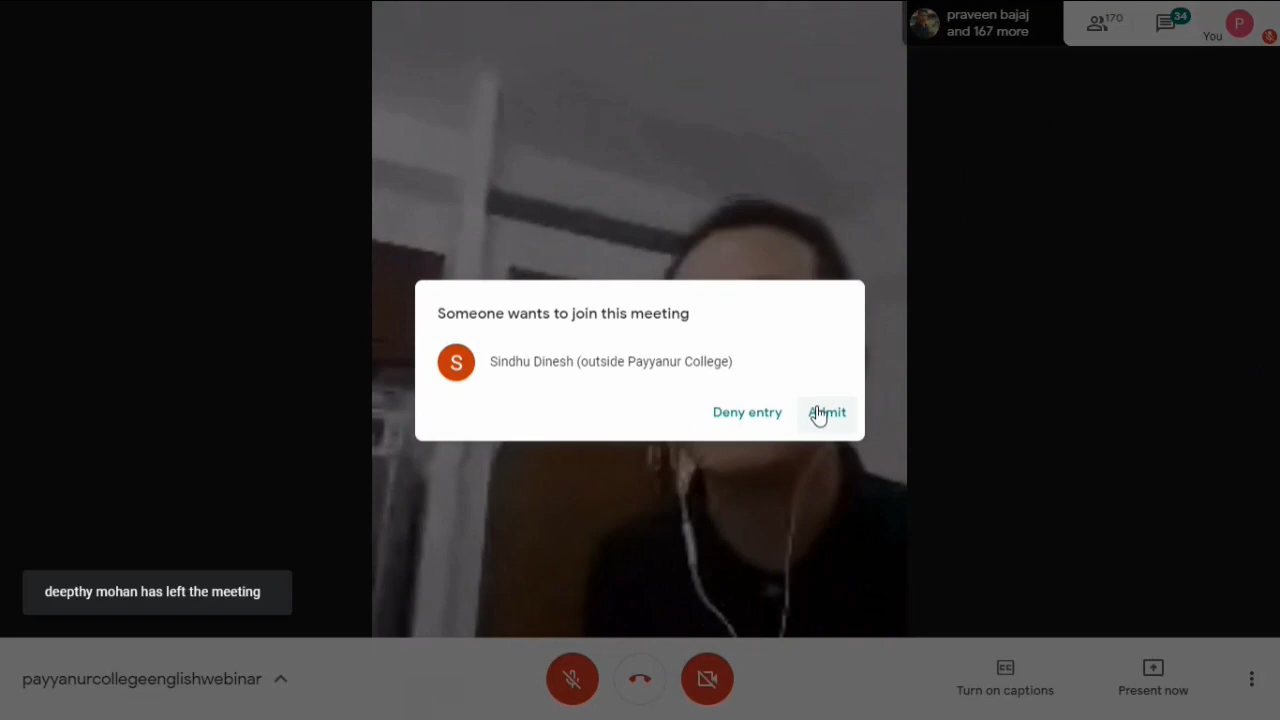 praveen bajaj
and 167 more
170
34
You
P
Someone wants to join this meeting
S
Sindhu Dinesh (outside Payyanur College)
Deny entry
Admit
deepthy mohan has left the meeting
payyanurcollegeenglishwebinar
CC
Turn on captions
Present now